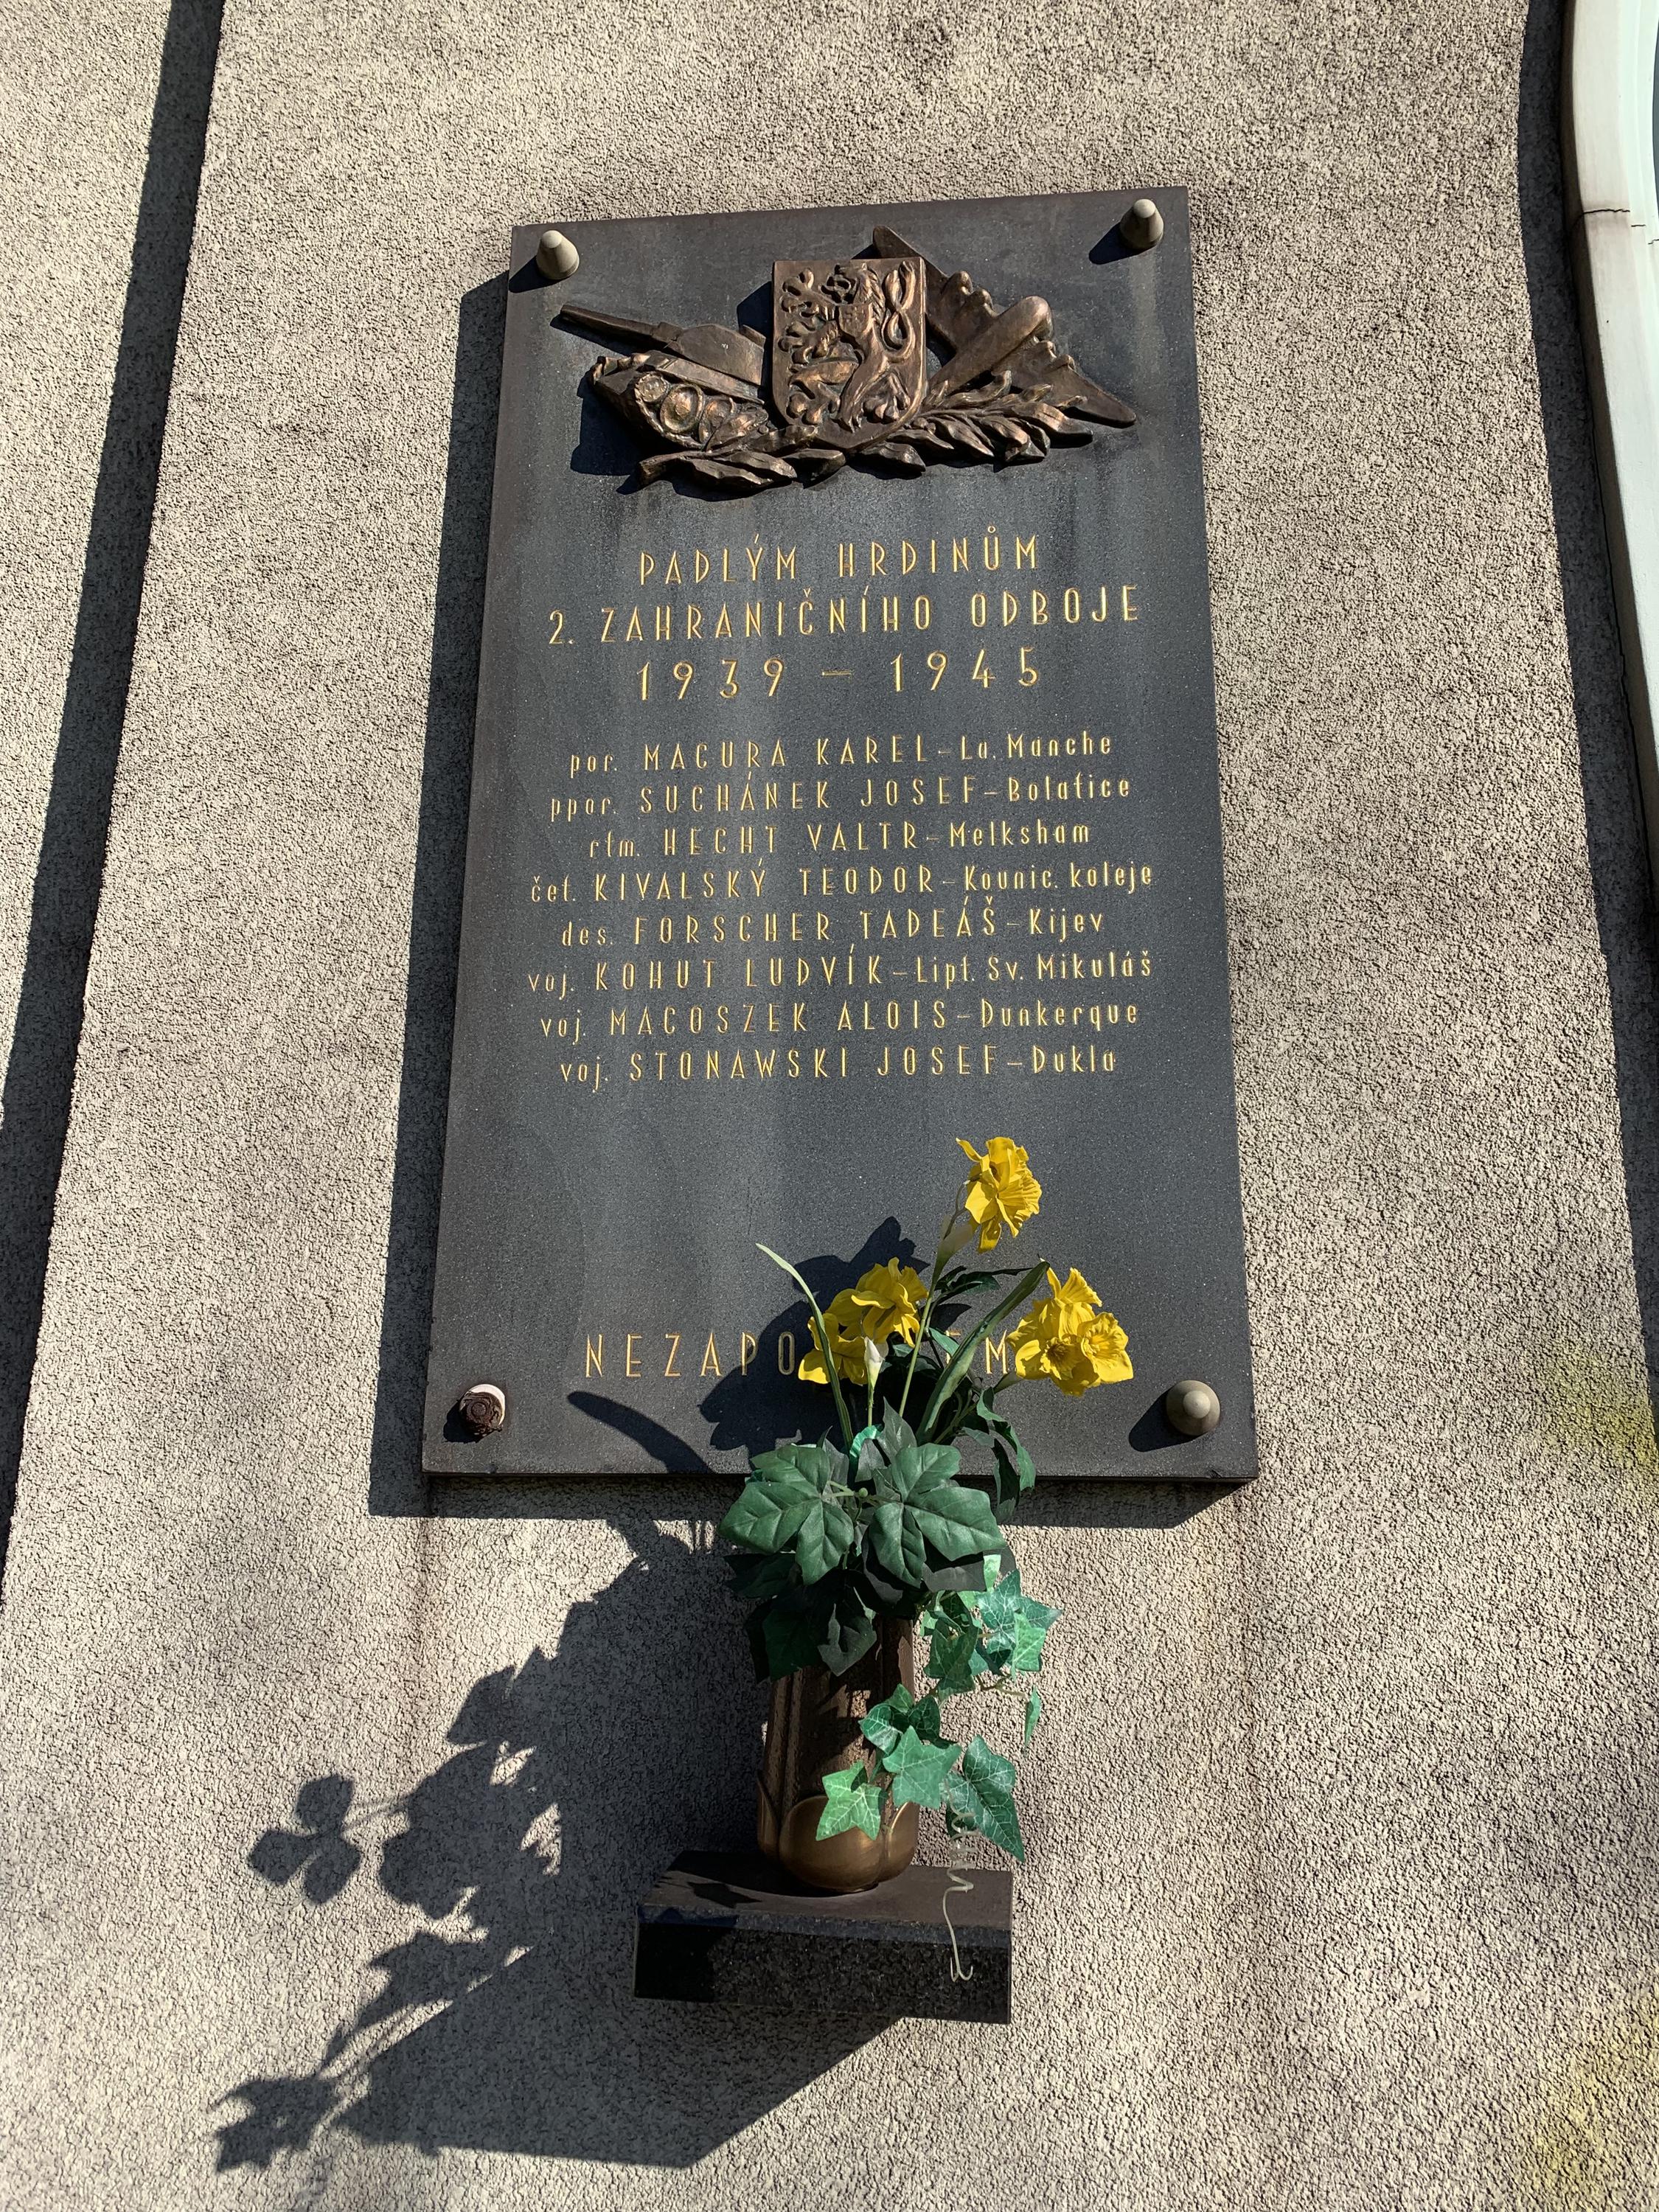 PADLÝM HRDINŮM
2. ZAHRANIČNÍHO ODBOJE
1939 – 1945
por. MACURA KAREL – La Manche
ppor. SUCHÁNEK JOSEF – Bolatice
rtm. HECHT VALTR – Melksham
čet. KIVALSKÝ TEODOR – Kounic. koleje
des. FORSCHER TADEÁŠ – Kijev
voj. KOHUT LUDVÍK – Lipt. Sv. Mikuláš
voj. MACOSZEK ALOIS – Dunkerque
voj. STONAWSKI JOSEF – Dukla